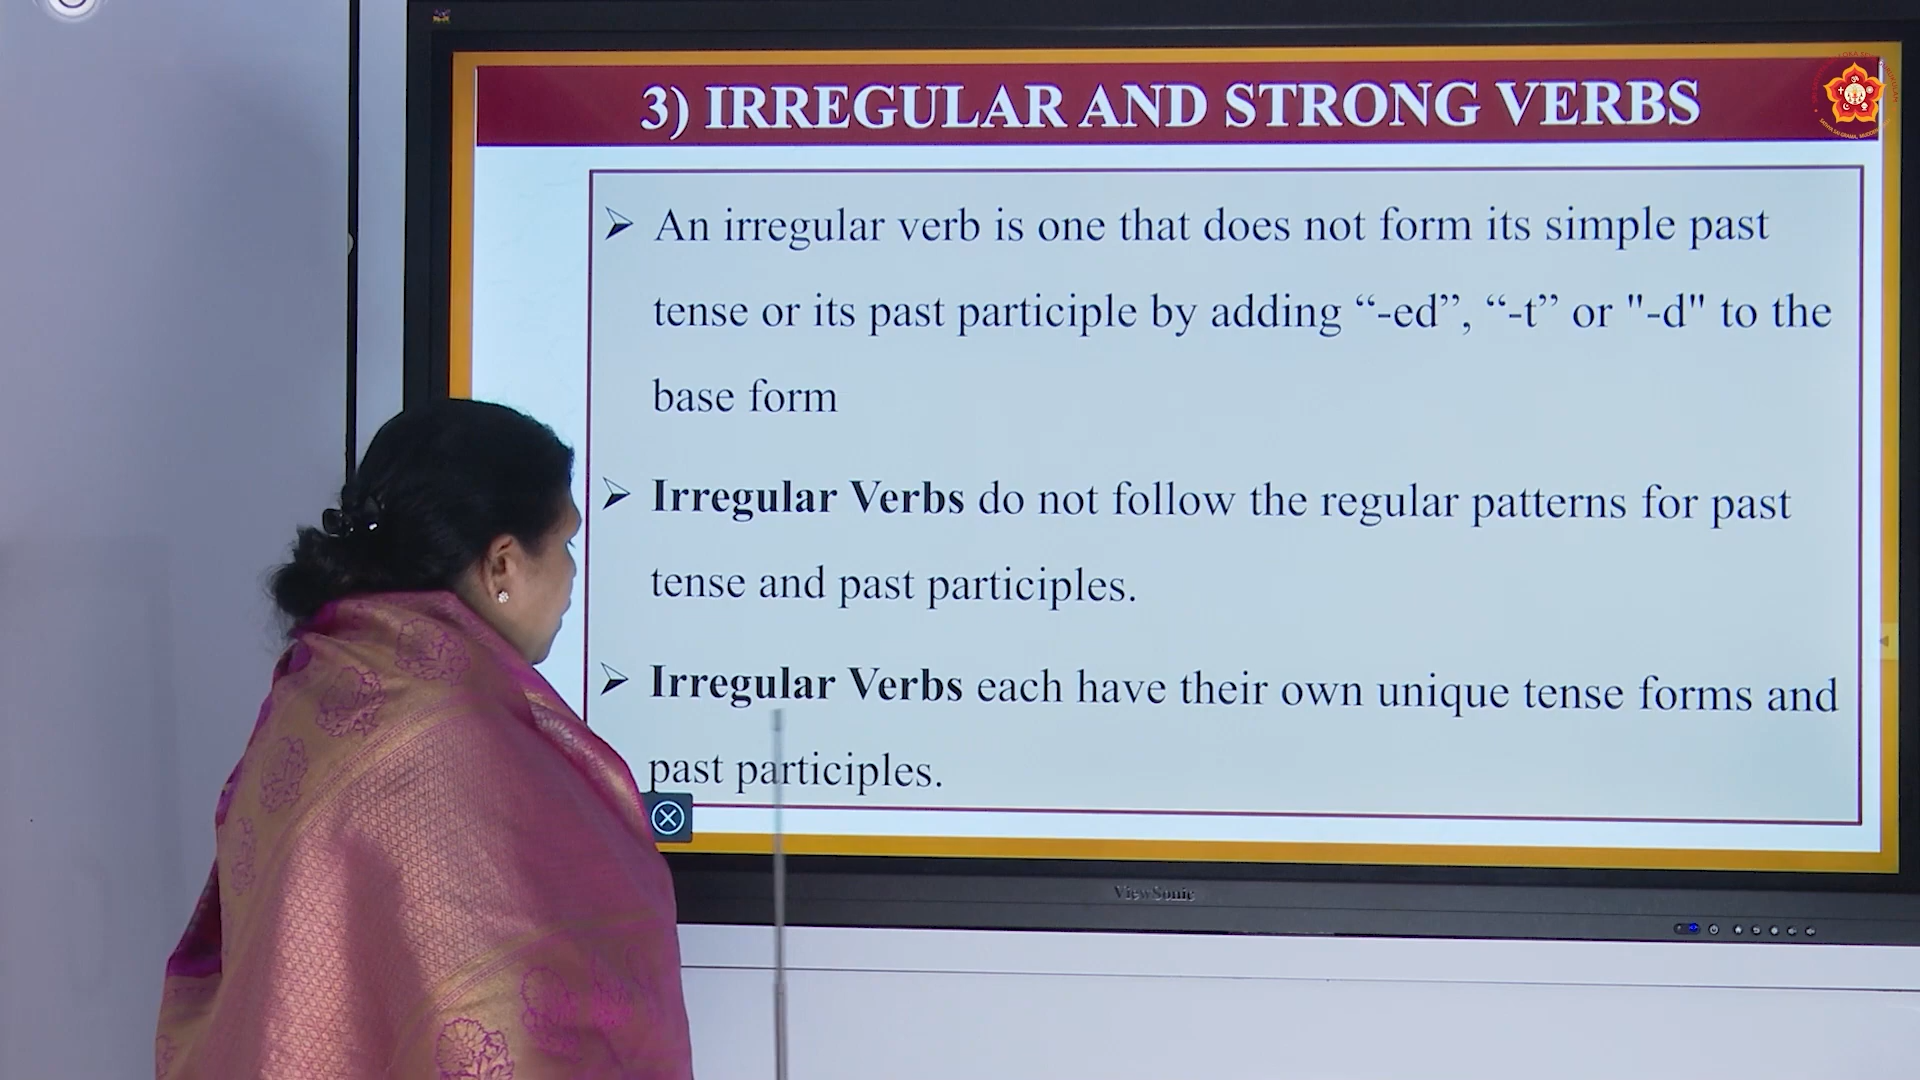 3) IRREGULAR AND STRONG VERBS
➢ An irregular verb is one that does not form its simple past
tense or its past participle by adding “-ed”, “-t” or "-d" to the
base form
➢ Irregular Verbs do not follow the regular patterns for past
tense and past participles.
➢ Irregular Verbs each have their own unique tense forms and
past participles.
ViewSonic